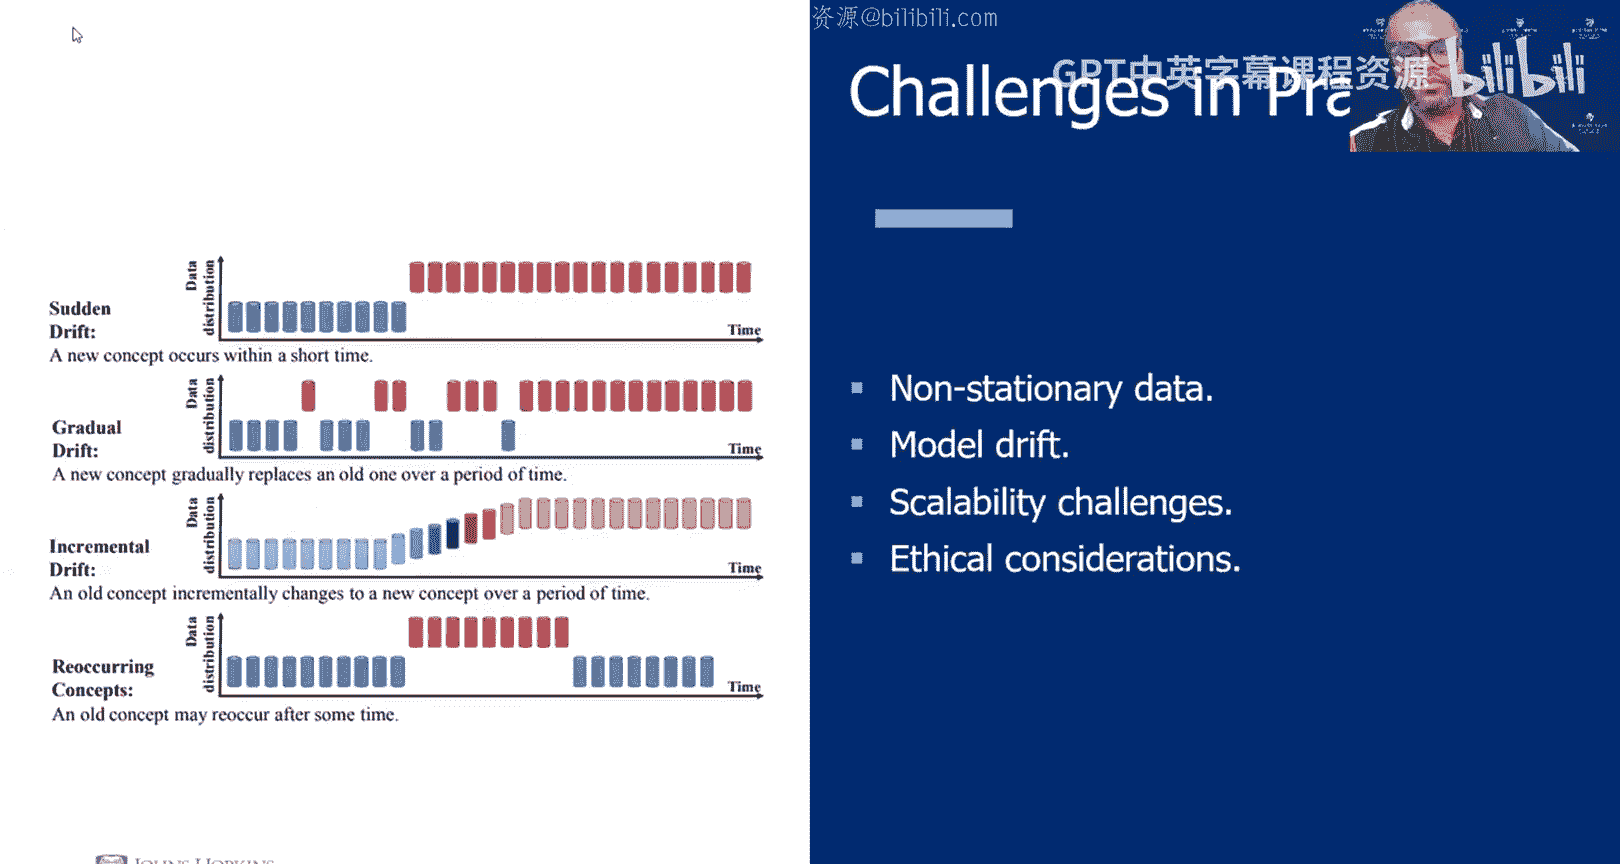 Data
distribution
Sudden
Drift:
Time
A new concept occurs within a short time.
Data
distribution
Gradual
Drift:
Time
A new concept gradually replaces an old one over a period of time.
Data
distribution
Incremental
Drift:
Time
An old concept incrementally changes to a new concept over a period of time.
Data
distribution
Reoccurring
Concepts:
Time
An old concept may reoccur after some time.
JOHNS HOPKINS
资源@bilibili.com
GPT中英字幕课程资源 bilibili
Challenges in Pra
Non-stationary data.
Model drift.
Scalability challenges.
Ethical considerations.